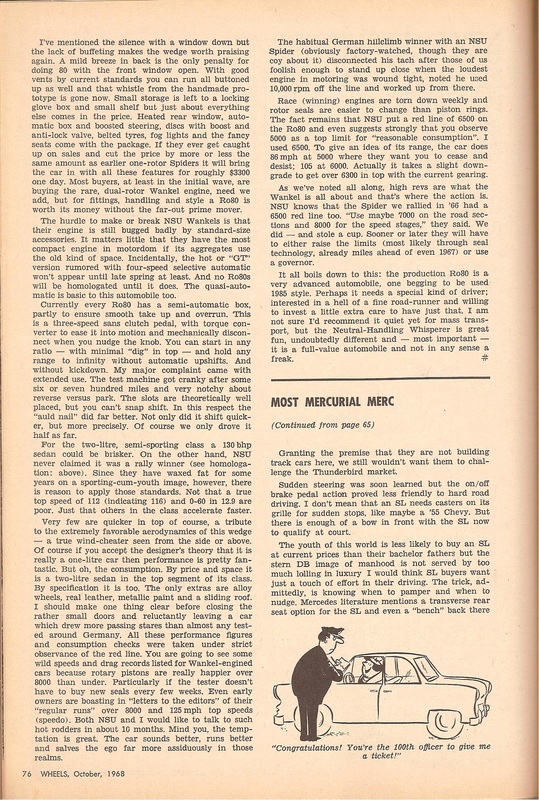 I've mentioned the silence with a window down but
the lack of buffeting makes the wedge worth praising
again. A mild breeze in back is the only penalty for
doing 80 with the front window open. With good
vents by current standards you can run all buttoned
up as well and that whistle from the handmade pro-
totype is gone now. Small storage is left to a locking
glove box and small shelf but just about everything
else comes in the price. Heated rear window, auto-
matic box and boosted steering, discs with boost and
anti-lock valve, belted tyres, fog lights and the fancy
seats come with the package. If they ever get caught
up on sales and cut the price by more or less the
same amount as earlier one-rotor Spiders it will bring
the car in with all these features for roughly $3300
one day. Most buyers, at least in the initial wave, are
buying the rare, dual-rotor Wankel engine, need we
add, but for fittings, handling and style a Ro80 is
worth its money without the far-out prime mover.
The hurdle to make or break NSU Wankels is that
their engine is still bugged badly by standard-size
accessories. It matters little that they have the most
compact engine in motordom if its aggregates use
the old kind of space. Incidentally, the hot or "GT"
version rumored with four-speed selective automatic
won't appear until late spring at least. And no Ro80s
will be homologated until it does. The quasi-auto-
matic is basic to this automobile too.
Currently every Ro80 has a semi-automatic box,
partly to ensure smooth take up and overrun. This
is a three-speed sans clutch pedal, with torque con-
verter to ease it into motion and mechanically discon-
nect when you nudge the knob. You can start in any
ratio — with minimal "dig" in top — and hold any
range to infinity without automatic upshifts. And
without kickdown. My major complaint came with
extended use. The test machine got cranky after some
six or seven hundred miles and very notchy about
reverse versus park. The slots are theoretically well
placed, but you can't snap shift. In this respect the
"auld nail" did far better. Not only did it shift quick-
er, but more precisely. Of course we only drove it
half as far.
For the two-litre, semi-sporting class a 130 bhp
sedan could be brisker. On the other hand, NSU
never claimed it was a rally winner (see homologa-
tion: above). Since they have waxed fat for some
years on a sporting-cum-youth image, however, there
is reason to apply those standards. Not that a true
top speed of 112 (indicating 116) and 0-60 in 12.9 are
poor. Just that others in the class accelerate faster.
Very few are quicker in top of course, a tribute
to the extremely favorable aerodynamics of this wedge
— a true wind-cheater seen from the side or above.
Of course if you accept the designer's theory that it is
really a one-litre car then performance is pretty fan-
tastic. But oh, the consumption. By price and space it
is a two-litre sedan in the top segment of its class.
By specification it is too. The only extras are alloy
wheels, real leather, metallic paint and a sliding roof.
I should make one thing clear before closing the
rather small doors and reluctantly leaving a car
which drew more passing stares than almost any test-
ed around Germany. All these performance figures
and consumption checks were taken under strict
observance of the red line. You are going to see some
wild speeds and drag records listed for Wankel-engined
cars because rotary pistons are really happier over
8000 than under. Particularly if the tester doesn't
have to buy new seals every few weeks. Even early
owners are boasting in "letters to the editors" of their
"regular runs" over 8000 and 125 mph top speeds
(speedo). Both NSU and I would like to talk to such
hot rodders in about 10 months. Mind you, the temp-
tation is great. The car sounds better, runs better
and salves the ego far more assiduously in those
realms.
The habitual German hillclimb winner with an NSU
Spider (obviously factory-watched, though they are
coy about it) disconnected his tach after those of us
foolish enough to stand up close when the loudest
engine in motoring was wound tight, noted he used
10,000 rpm off the line and worked up from there.
Race (winning) engines are torn down weekly and
rotor seals are easier to change than piston rings.
The fact remains that NSU put a red line of 6500 on
the Ro80 and even suggests strongly that you observe
5000 as a top limit for "reasonable consumption". I
used 6500. To give an idea of its range, the car does
86 mph at 5000 where they want you to cease and
desist; 105 at 6000. Actually it takes a slight down-
grade to get over 6300 in top with the current gearing.
As we've noted all along, high revs are what the
Wankel is all about and that's where the action is.
NSU knows that the Spider we rallied in '66 had a
6500 red line too. "Use maybe 7000 on the road sec-
tions and 8000 for the speed stages," they said. We
did — and stole a cup. Sooner or later they will have
to either raise the limits (most likely through seal
technology, already miles ahead of even 1967) or use
a governor.
It all boils down to this: the production Ro80 is a
very advanced automobile, one begging to be used
1985 style. Perhaps it needs a special kind of driver;
interested in a hell of a fine road-runner and willing
to invest a little extra care to have just that. I am
not sure I'd recommend it quiet yet for mass trans-
port, but the Neutral-Handling Whisperer is great
fun, undoubtedly different and — most important —
it is a full-value automobile and not in any sense a
freak. #
MOST MERCURIAL MERC
(Continued from page 65)
Granting the premise that they are not building
track cars here, we still wouldn't want them to chal-
lenge the Thunderbird market.
Sudden steering was soon learned but the on/off
brake pedal action proved less friendly to hard road
driving. I don't mean that an SL needs casters on its
grille for sudden stops, like maybe a '55 Chevy. But
there is enough of a bow in front with the SL now
to qualify at court.
The youth of this world is less likely to buy an SL
at current prices than their bachelor fathers but the
stern DB image of manhood is not served by too
much lolling in luxury I would think SL buyers want
just a touch of effort in their driving. The trick, ad-
mittedly, is knowing when to pamper and when to
nudge. Mercedes literature mentions a transverse rear
seat option for the SL and even a "bench" back there
"Congratulations! You're the 100th officer to give me
a ticket!"
76 WHEELS, October, 1968